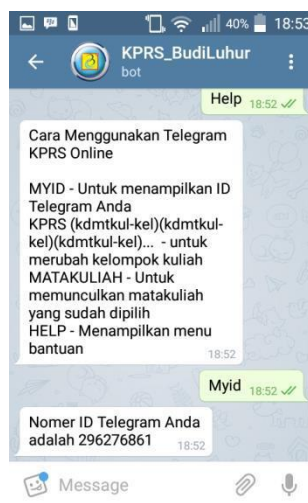 40% 18:53
KPRS_BudiLuhur
bot
Help 18:52
Cara Menggunakan Telegram
KPRS Online
MYID - Untuk menampilkan ID
Telegram Anda
KPRS (kdmtkul-kel)(kdmtkul-
kel)(kdmtkul-kel)... - untuk
merubah kelompok kuliah
MATAKULIAH - Untuk
memunculkan matakuliah
yang sudah dipilih
HELP - Menampilkan menu
bantuan
18:52
Myid 18:52
Nomer ID Telegram Anda
adalah 296276861 18:52
Message